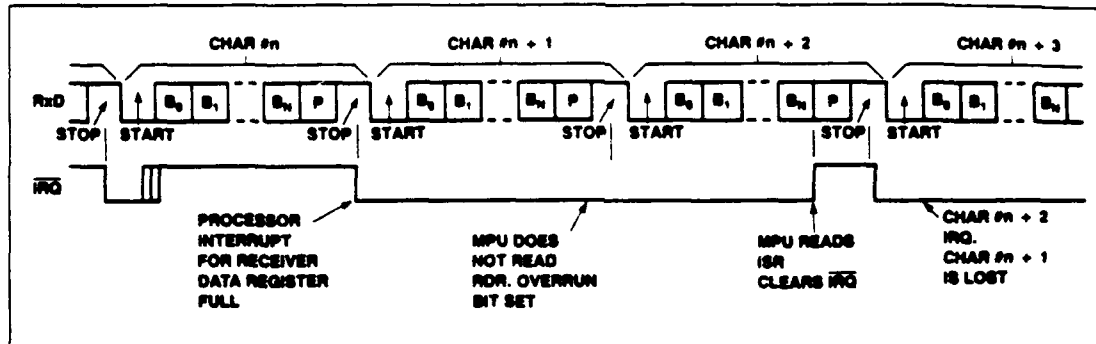 CHAR #n CHAR #n + 1 CHAR #n + 2 CHAR #n + 3
RxD B0 B1 BN P B0 B1 BN P B0 B1 BN P B0 B1 BN
STOP START STOP START STOP START STOP START
IRQ
PROCESSOR
INTERRUPT
FOR RECEIVER
DATA REGISTER
FULL
MPU DOES
NOT READ
RDR. OVERRUN
BIT SET
MPU READS
ISR
CLEARS IRQ
CHAR #n + 2
IRQ.
CHAR #n + 1
IS LOST